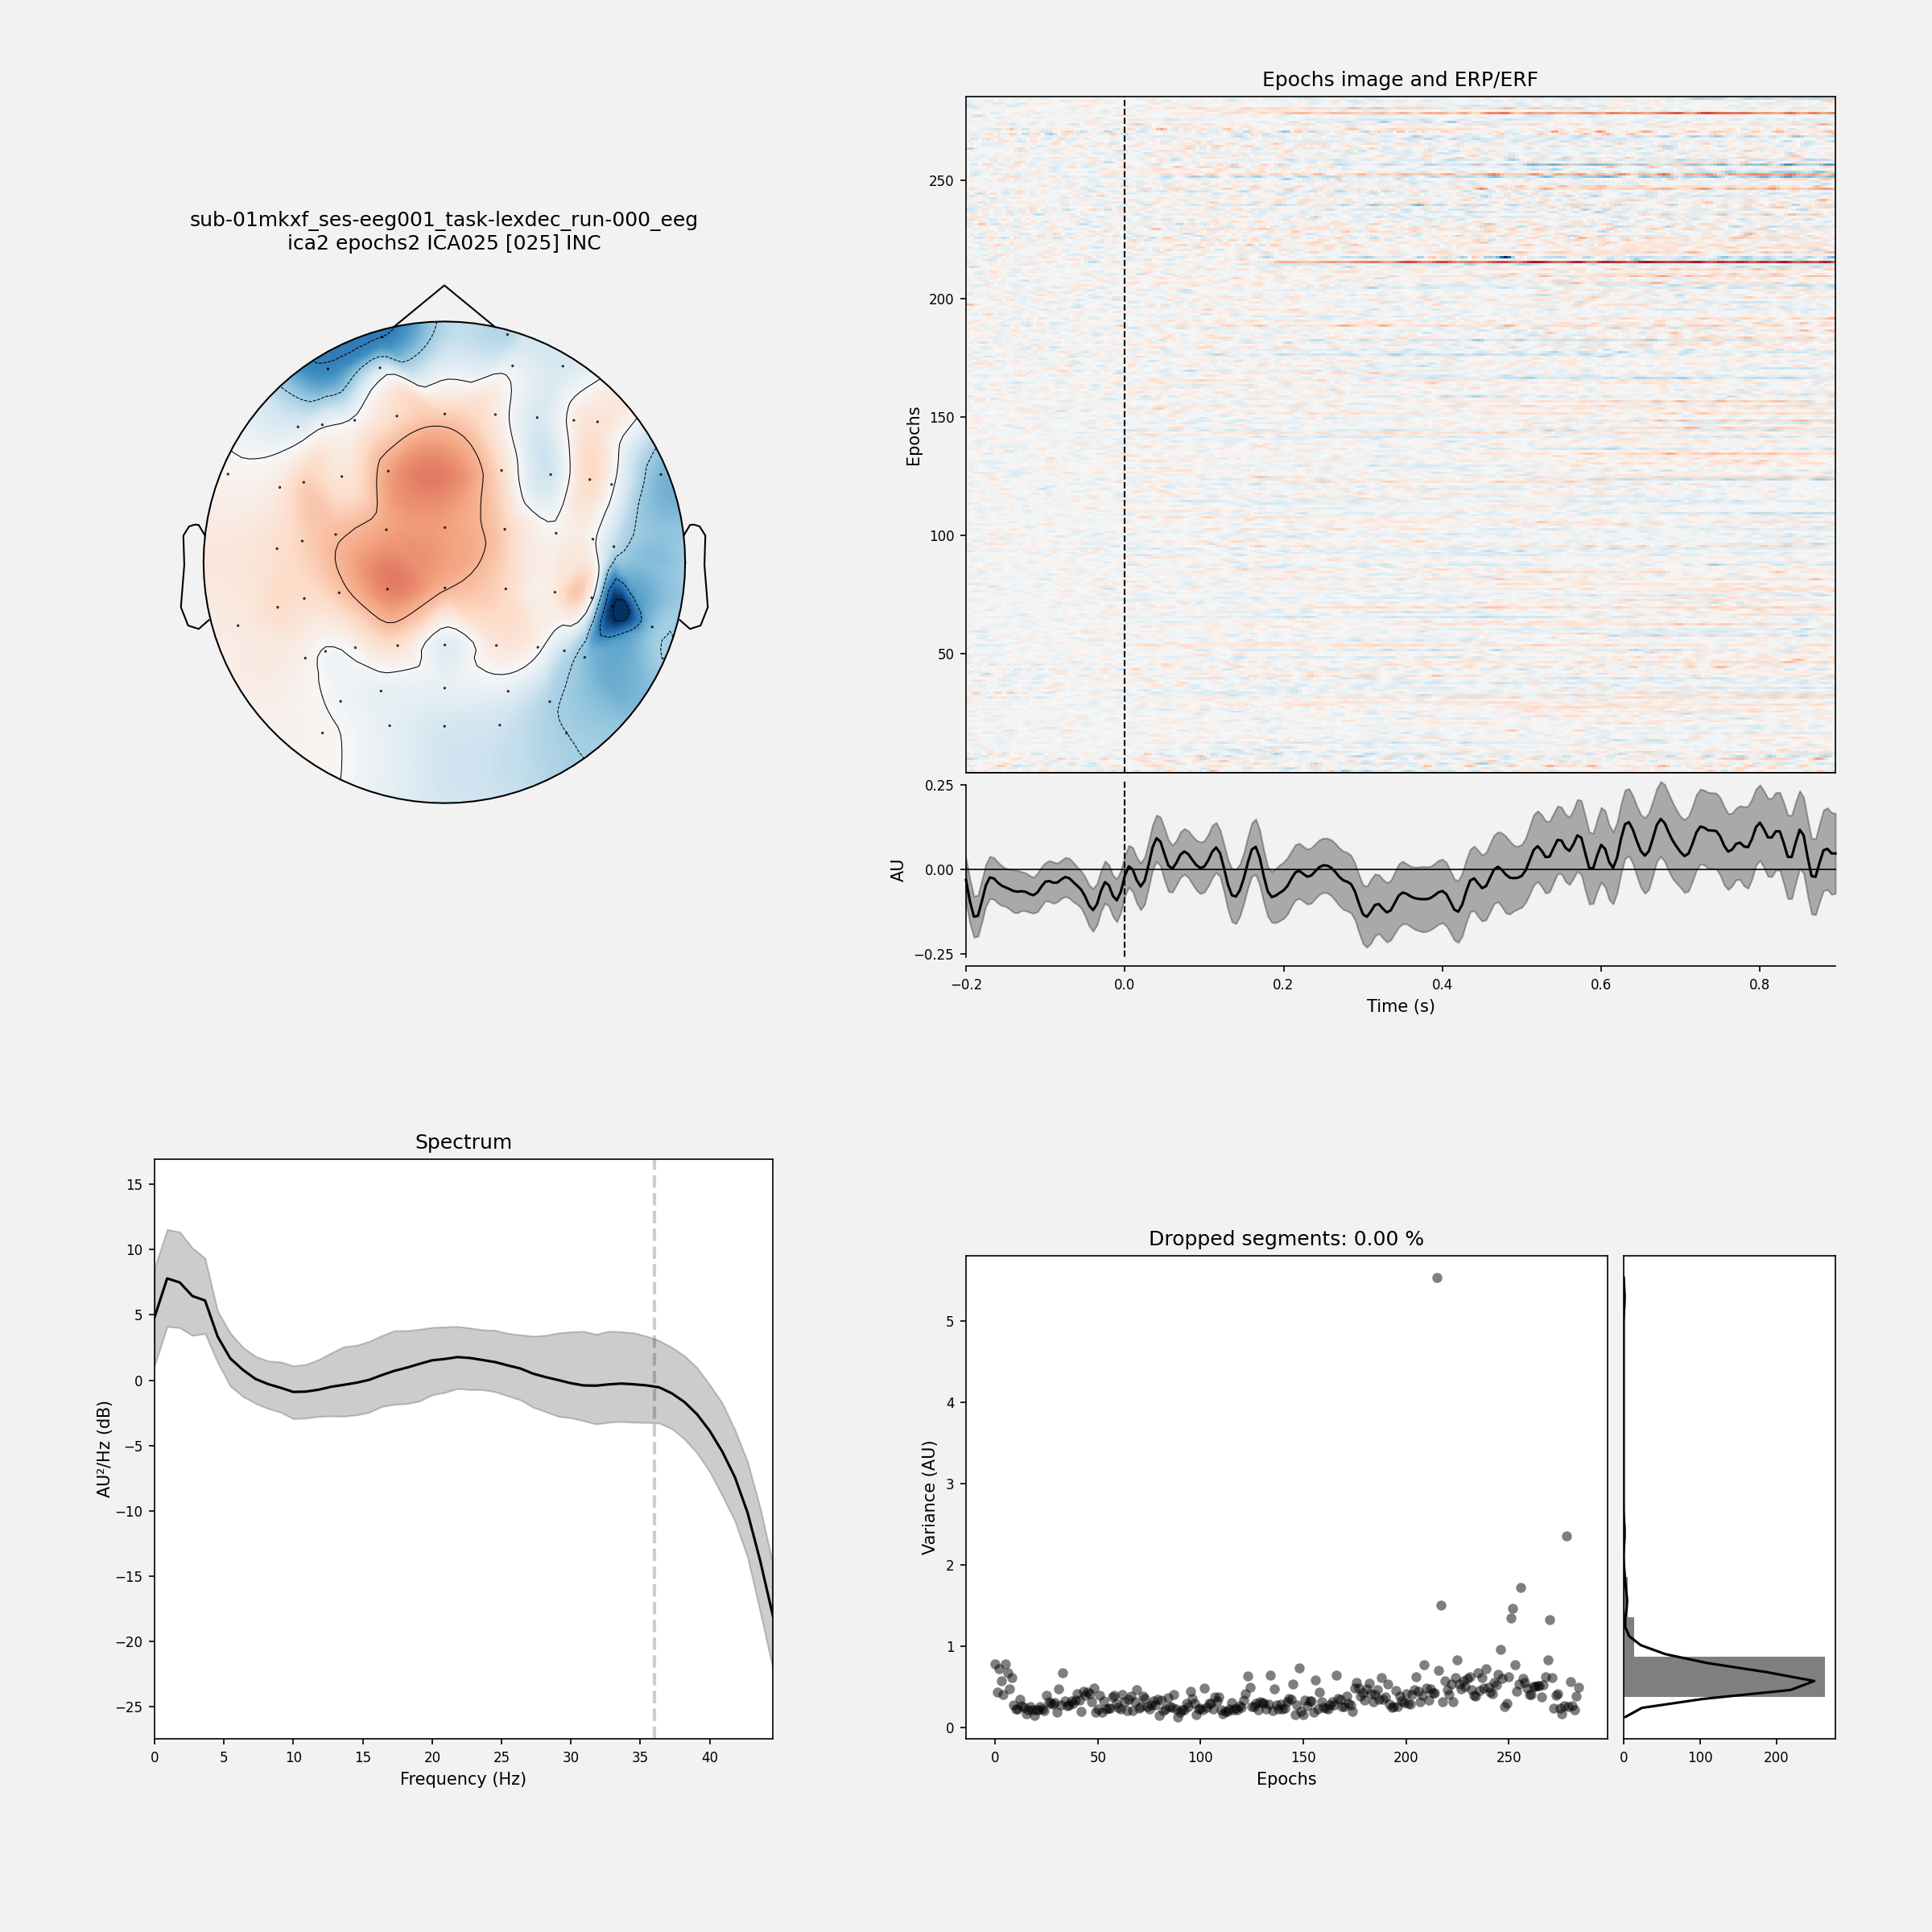 sub-01mkxf_ses-eeg001_task-lexdec_run-000_eeg
ica2 epochs2 ICA025 [025] INC
Epochs image and ERP/ERF
Epochs
250
200
150
100
50
AU
0.25
0.00
−0.25
−0.2 0.0 0.2 0.4 0.6 0.8
Time (s)
Spectrum
AU²/Hz (dB)
15
10
5
0
−5
−10
−15
−20
−25
0 5 10 15 20 25 30 35 40
Frequency (Hz)
Dropped segments: 0.00 %
Variance (AU)
5
4
3
2
1
0
0 50 100 150 200 250
Epochs
0 100 200